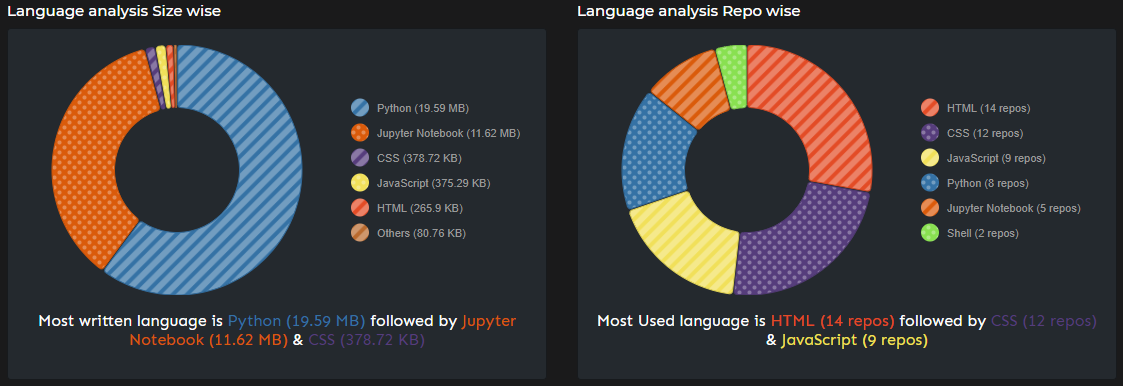 Language analysis Size wise
Python (19.59 MB)
Jupyter Notebook (11.62 MB)
CSS (378.72 KB)
JavaScript (375.29 KB)
HTML (265.9 KB)
Others (80.76 KB)
Most written language is Python (19.59 MB) followed by Jupyter
Notebook (11.62 MB) & CSS (378.72 KB)
Language analysis Repo wise
HTML (14 repos)
CSS (12 repos)
JavaScript (9 repos)
Python (8 repos)
Jupyter Notebook (5 repos)
Shell (2 repos)
Most Used language is HTML (14 repos) followed by CSS (12 repos)
& JavaScript (9 repos)